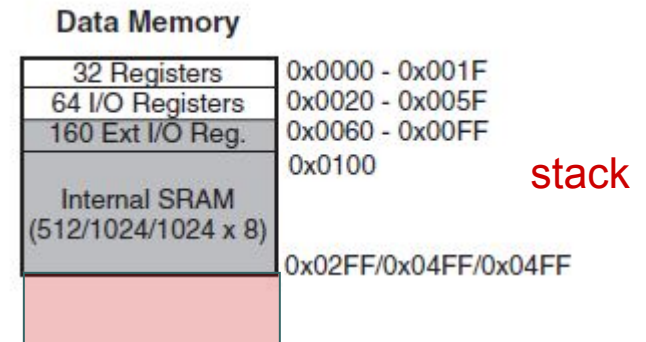 Data Memory
32 Registers 0x0000 - 0x001F
64 I/O Registers 0x0020 - 0x005F
160 Ext I/O Reg. 0x0060 - 0x00FF
0x0100
stack
Internal SRAM
(512/1024/1024 x 8)
0x02FF/0x04FF/0x04FF